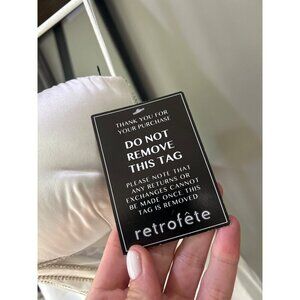 THANK YOU FOR
YOUR PURCHASE
DO NOT
REMOVE
THIS TAG
PLEASE NOTE THAT
ANY RETURNS OR
EXCHANGES CANNOT
BE MADE ONCE THIS
TAG IS REMOVED
retrofête